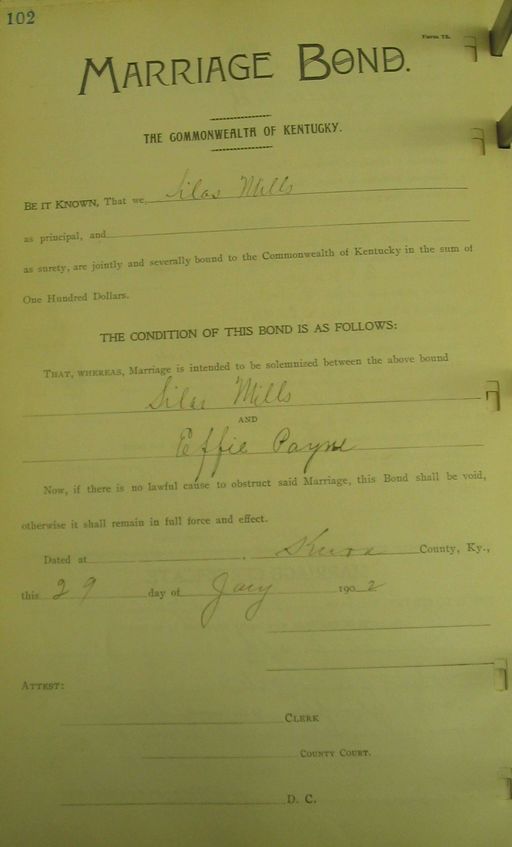 102
Form 72.
MARRIAGE BOND.
THE COMMONWEALTH OF KENTUCKY.
BE IT KNOWN, That we, Silas Mills
as principal, and
as surety, are jointly and severally bound to the Commonwealth of Kentucky in the sum of
One Hundred Dollars.
THE CONDITION OF THIS BOND IS AS FOLLOWS:
THAT, WHEREAS, Marriage is intended to be solemnized between the above bound
Silas Mills
AND
Effie Payne
Now, if there is no lawful cause to obstruct said Marriage, this Bond shall be void,
otherwise it shall remain in full force and effect.
Dated at , Knox County, Ky.,
this 29 day of Jany 1902
ATTEST:
CLERK
COUNTY COURT.
D. C.